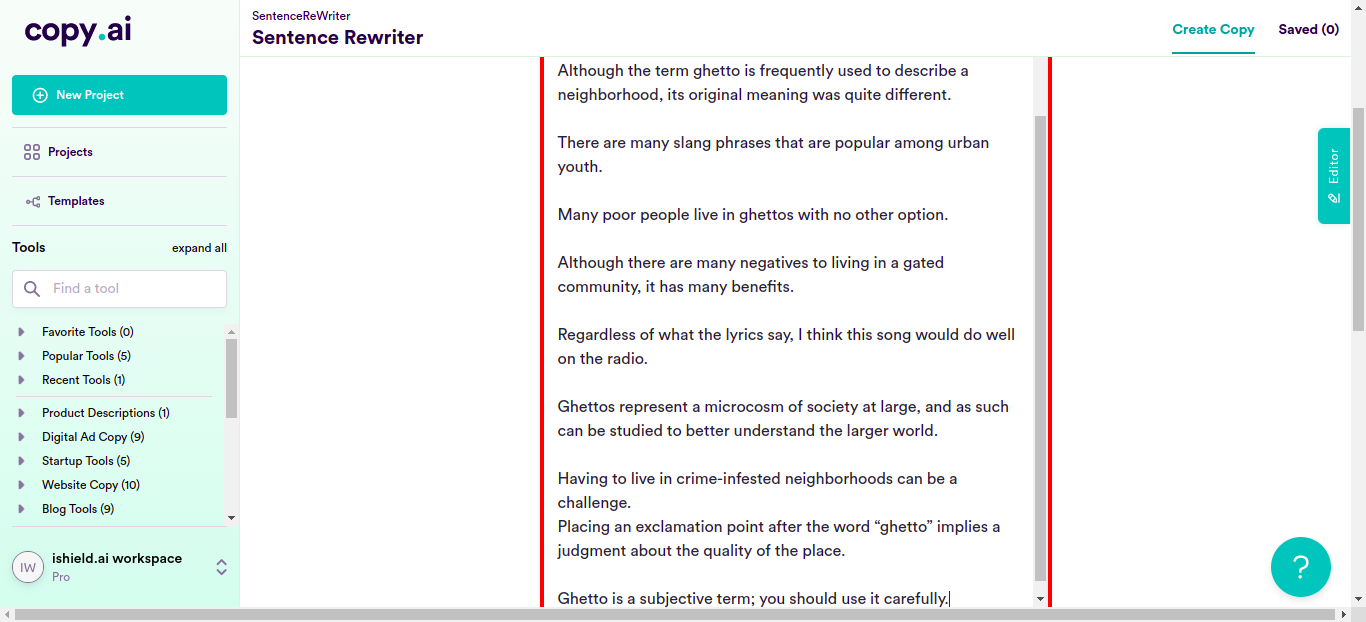 copy.ai
New Project
Projects
Templates
Tools
expand all
Find a tool
Favorite Tools (0)
Popular Tools (5)
Recent Tools (1)
Product Descriptions (1)
Digital Ad Copy (9)
Startup Tools (5)
Website Copy (10)
Blog Tools (9)
IW
ishield.ai workspace
Pro
SentenceReWriter
Sentence Rewriter
Create Copy
Saved (0)
Although the term ghetto is frequently used to describe a
neighborhood, its original meaning was quite different.
There are many slang phrases that are popular among urban
youth.
Many poor people live in ghettos with no other option.
Although there are many negatives to living in a gated
community, it has many benefits.
Regardless of what the lyrics say, I think this song would do well
on the radio.
Ghettos represent a microcosm of society at large, and as such
can be studied to better understand the larger world.
Having to live in crime-infested neighborhoods can be a
challenge.
Placing an exclamation point after the word “ghetto” implies a
judgment about the quality of the place.
Ghetto is a subjective term; you should use it carefully.
Editor
?